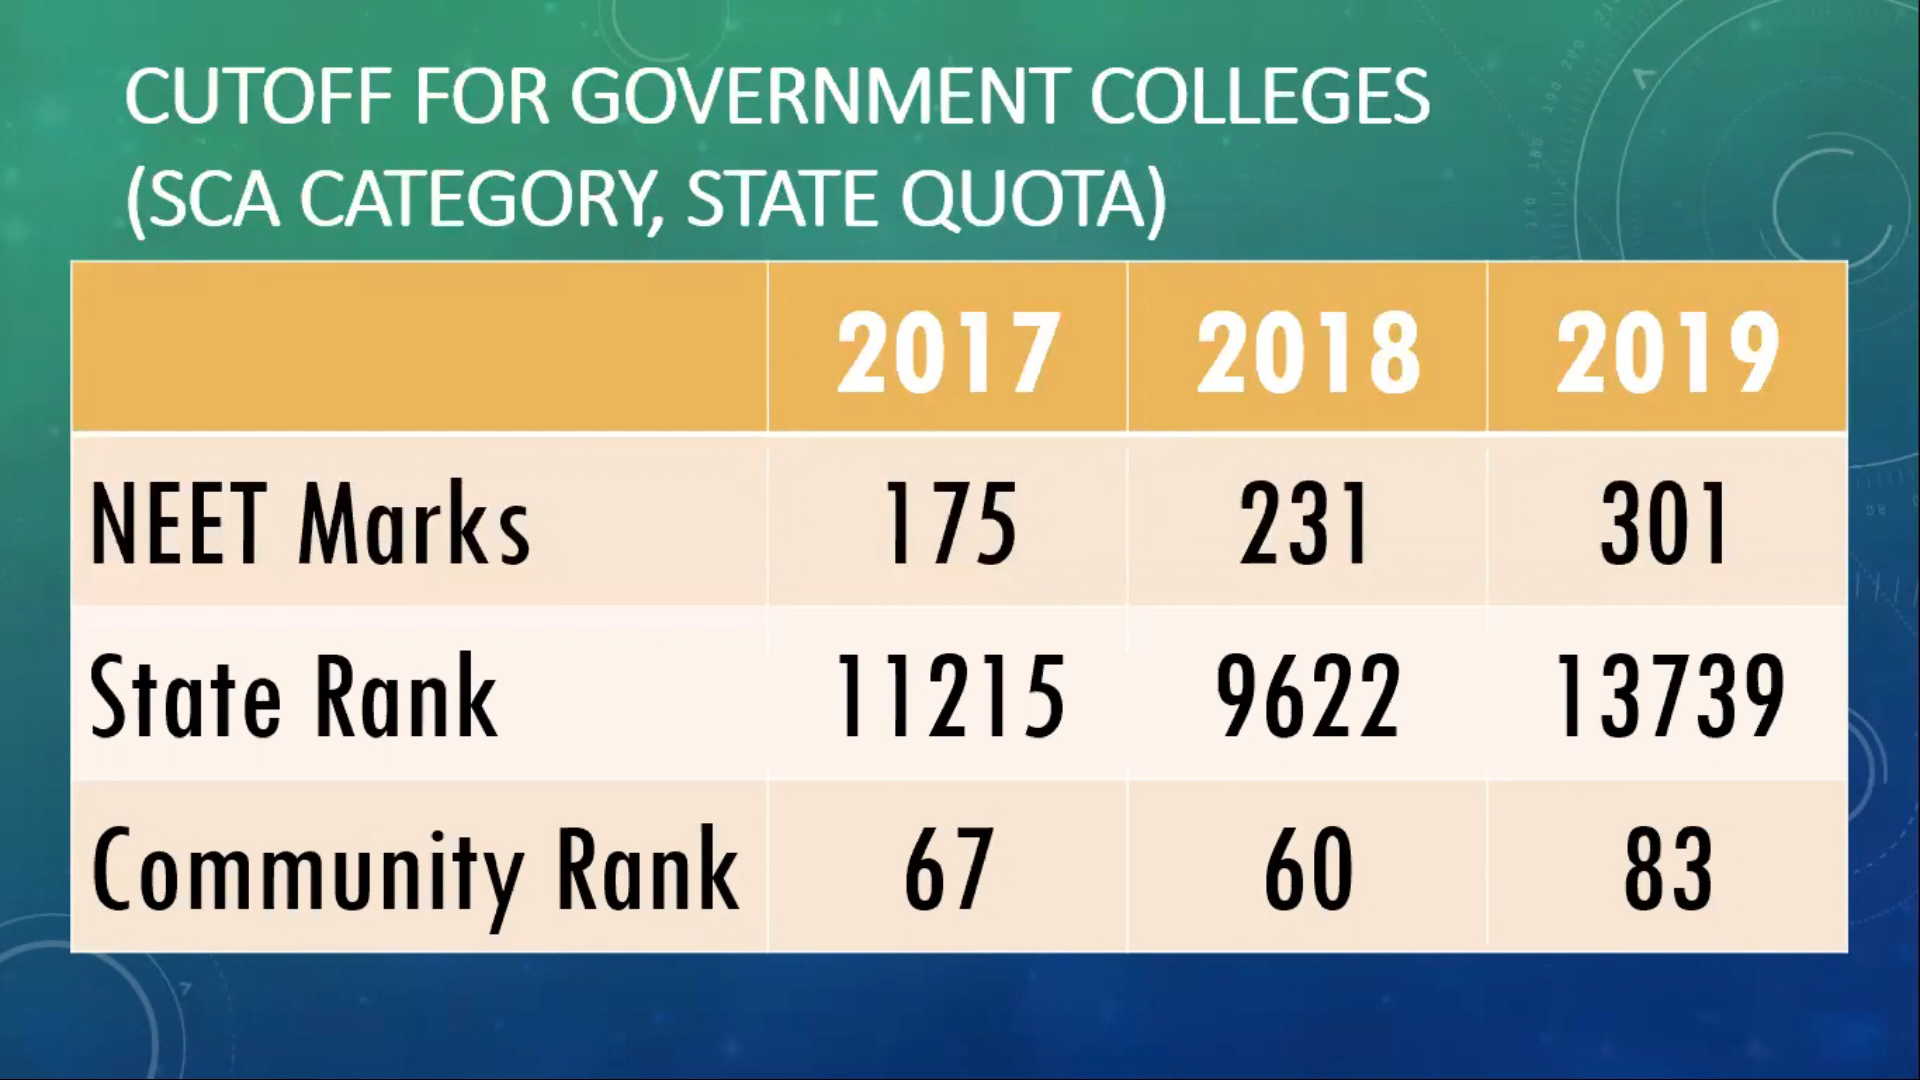 CUTOFF FOR GOVERNMENT COLLEGES
(SCA CATEGORY, STATE QUOTA)
2017 2018 2019
NEET Marks 175 231 301
State Rank 11215 9622 13739
Community Rank 67 60 83